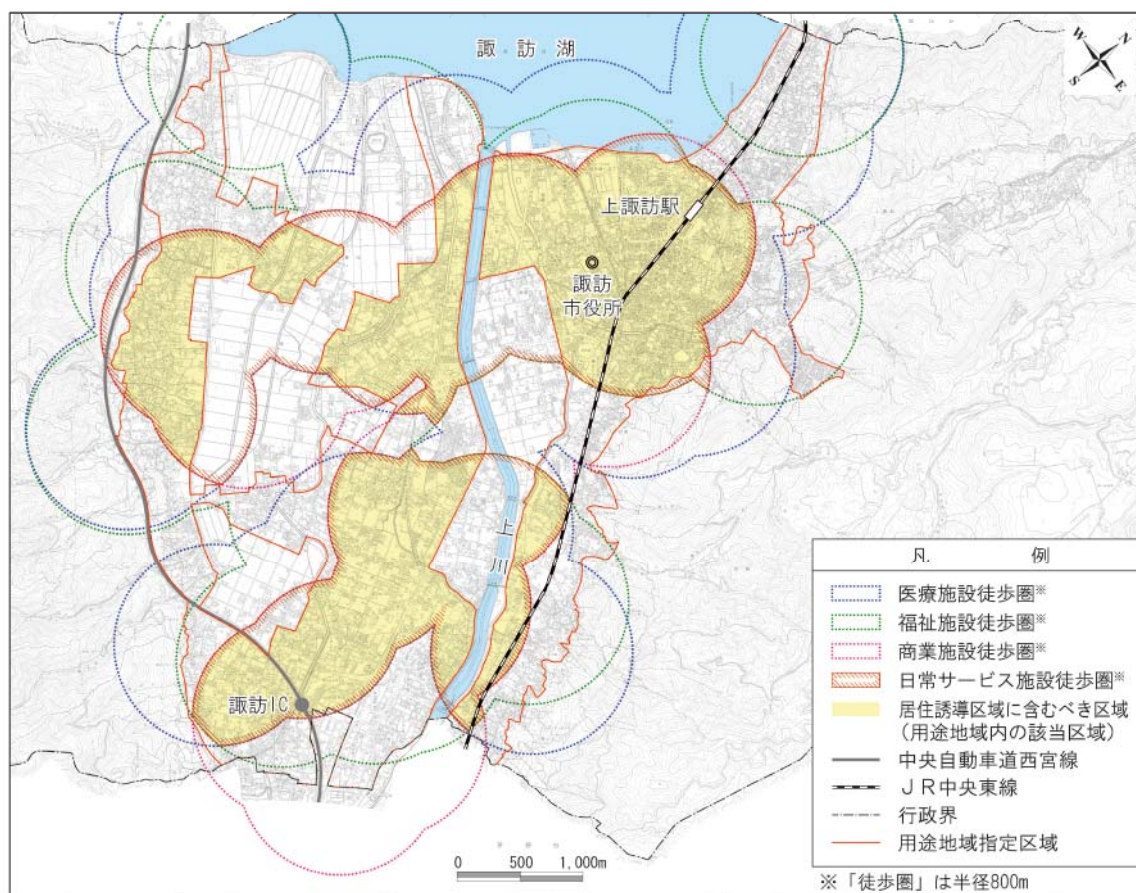 諏訪湖
N
W
E
S
上諏訪駅
諏訪
市役所
上川
諏訪IC
凡 例
医療施設徒歩圏※
福祉施設徒歩圏※
商業施設徒歩圏※
日常サービス施設徒歩圏※
居住誘導区域に含むべき区域
（用途地域内の該当区域）
中央自動車道西宮線
ＪＲ中央東線
行政界
用途地域指定区域
0 500 1,000m
※「徒歩圏」は半径800m